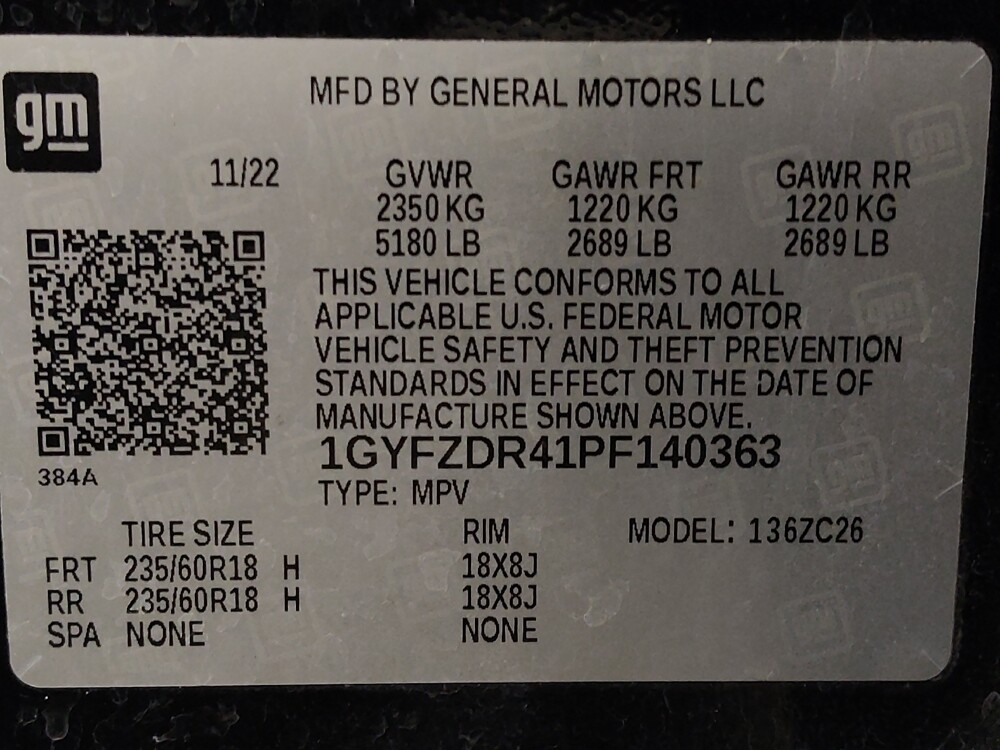 gm
MFD BY GENERAL MOTORS LLC
11/22 GVWR GAWR FRT GAWR RR
2350 KG 1220 KG 1220 KG
5180 LB 2689 LB 2689 LB
THIS VEHICLE CONFORMS TO ALL
APPLICABLE U.S. FEDERAL MOTOR
VEHICLE SAFETY AND THEFT PREVENTION
STANDARDS IN EFFECT ON THE DATE OF
MANUFACTURE SHOWN ABOVE.
1GYFZDR41PF140363
384A
TYPE: MPV
TIRE SIZE RIM MODEL: 136ZC26
FRT 235/60R18 H 18X8J
RR 235/60R18 H 18X8J
SPA NONE NONE